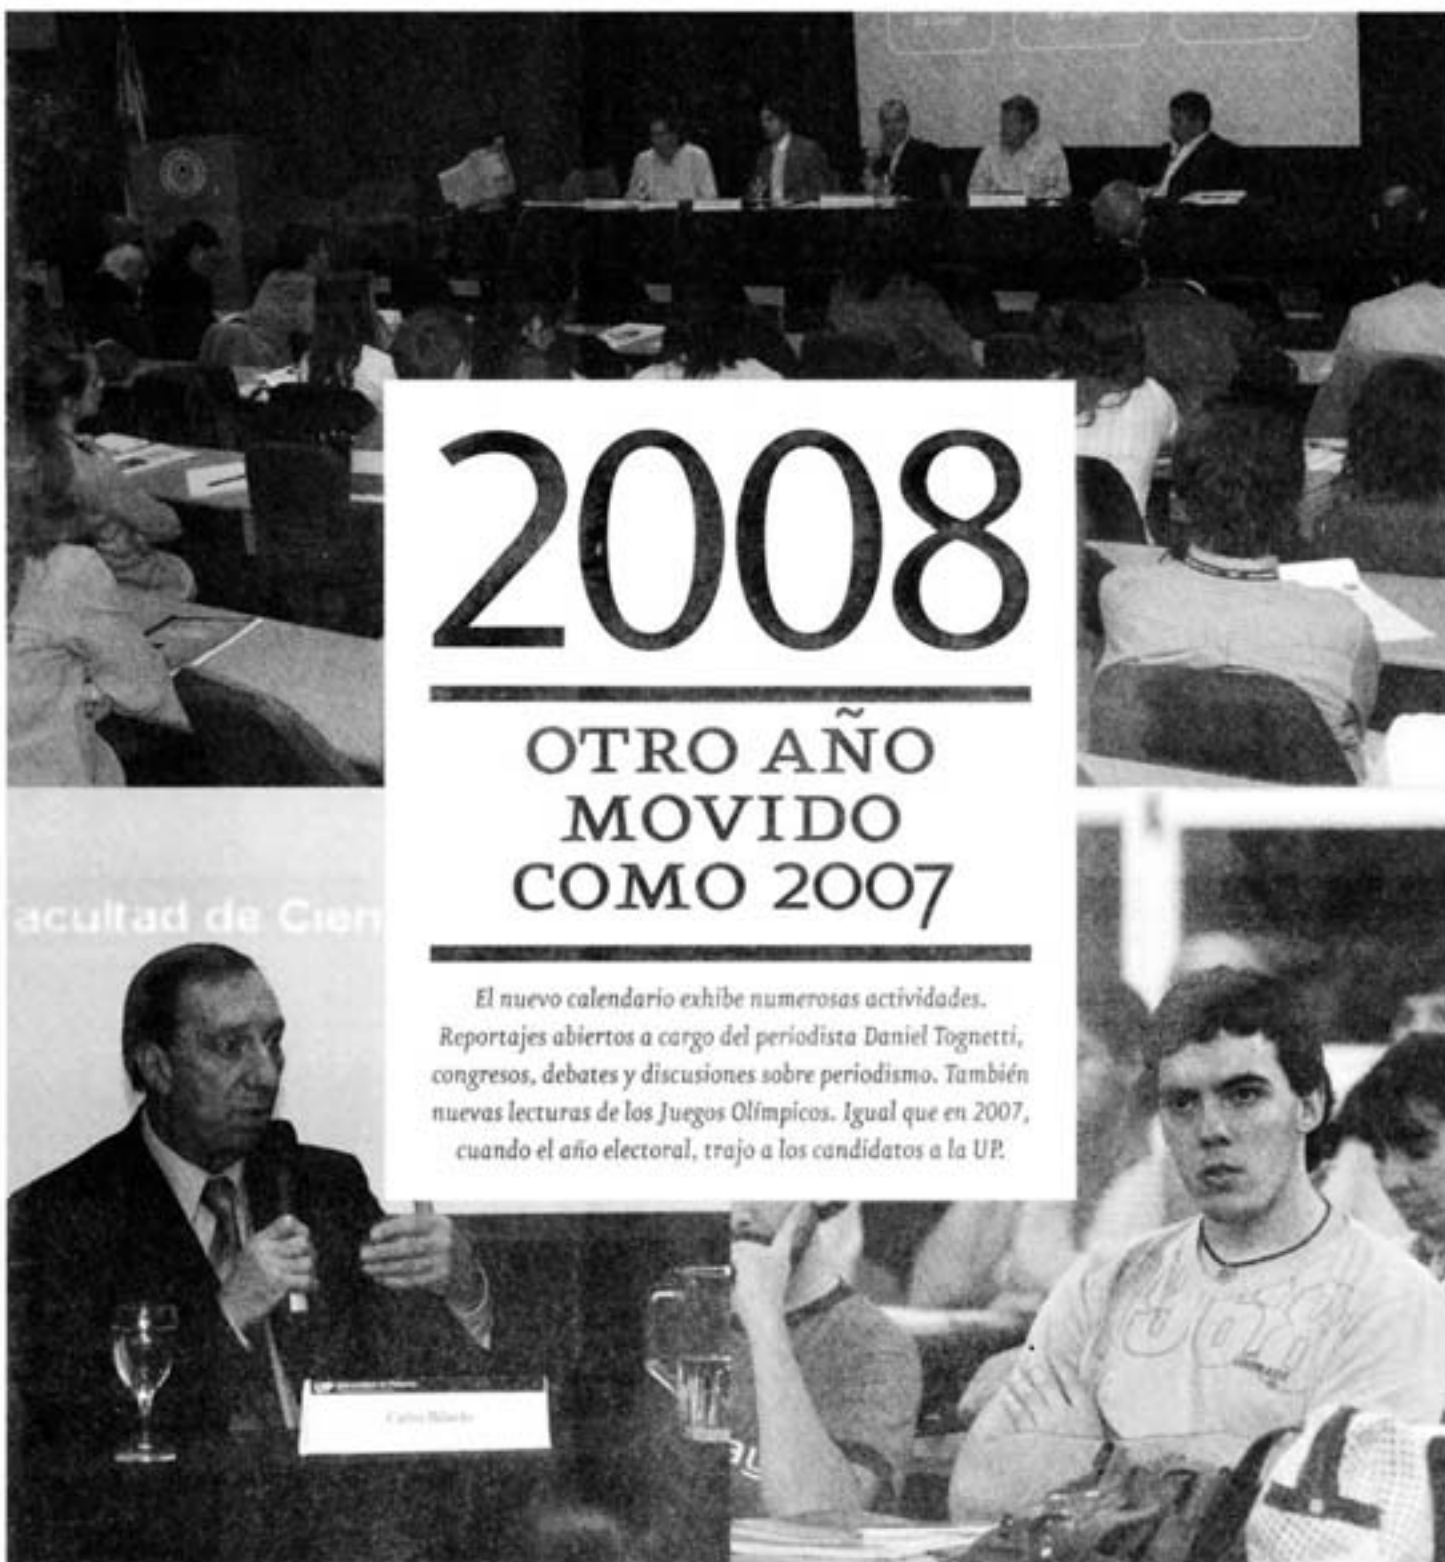 2008
OTRO AÑO
MOVIDO
COMO 2007
El nuevo calendario exhibe numerosas actividades.
Reportajes abiertos a cargo del periodista Daniel Tognetti,
congresos, debates y discusiones sobre periodismo. También
nuevas lecturas de los Juegos Olímpicos. Igual que en 2007,
cuando el año electoral, trajo a los candidatos a la UP.
acultad de Cien